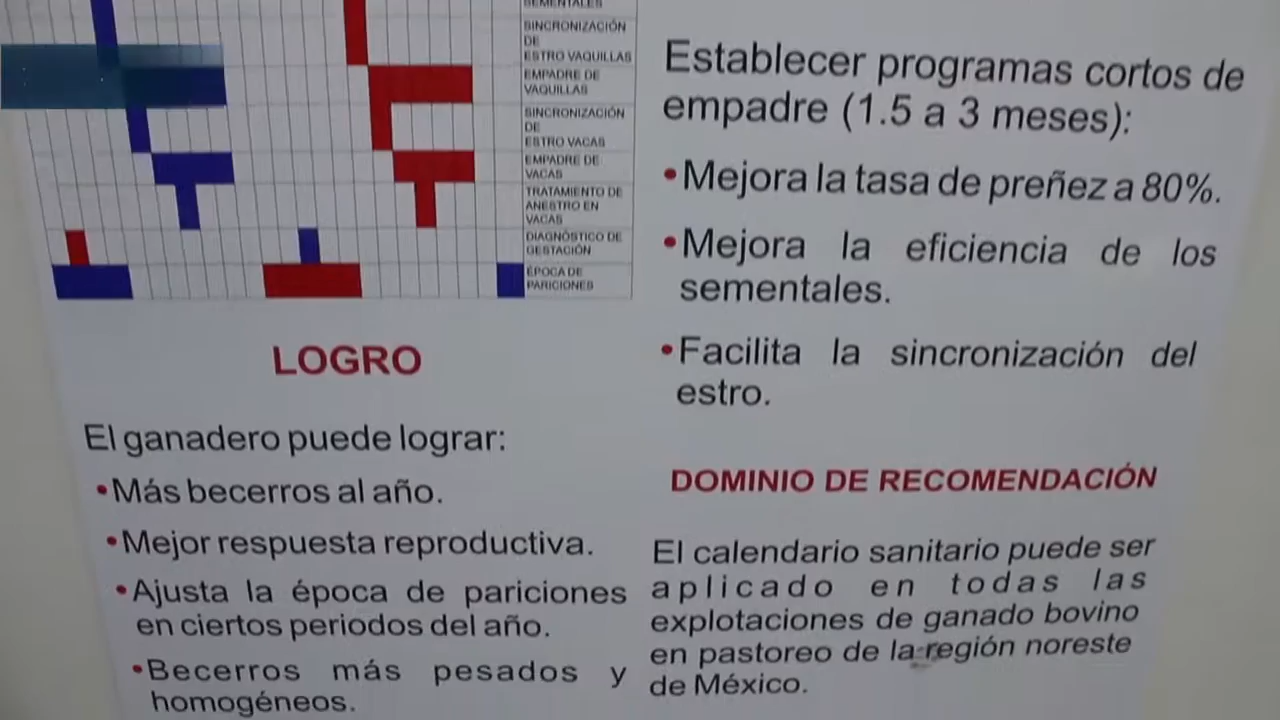 SEMENTALES
SINCRONIZACIÓN
DE
ESTRO VAQUILLAS
EMPADRE DE
VAQUILLAS
SINCRONIZACIÓN
DE
ESTRO VACAS
EMPADRE DE
VACAS
TRATAMIENTO DE
ANESTRO EN
VACAS
DIAGNÓSTICO DE
GESTACIÓN
ÉPOCA DE
PARICIONES
LOGRO
El ganadero puede lograr:
•Más becerros al año.
•Mejor respuesta reproductiva.
•Ajusta la época de pariciones
en ciertos periodos del año.
•Becerros más pesados y
homogéneos.
Establecer programas cortos de
empadre (1.5 a 3 meses):
•Mejora la tasa de preñez a 80%.
•Mejora la eficiencia de los
sementales.
•Facilita la sincronización del
estro.
DOMINIO DE RECOMENDACIÓN
El calendario sanitario puede ser
aplicado en todas las
explotaciones de ganado bovino
en pastoreo de la región noreste
de México.